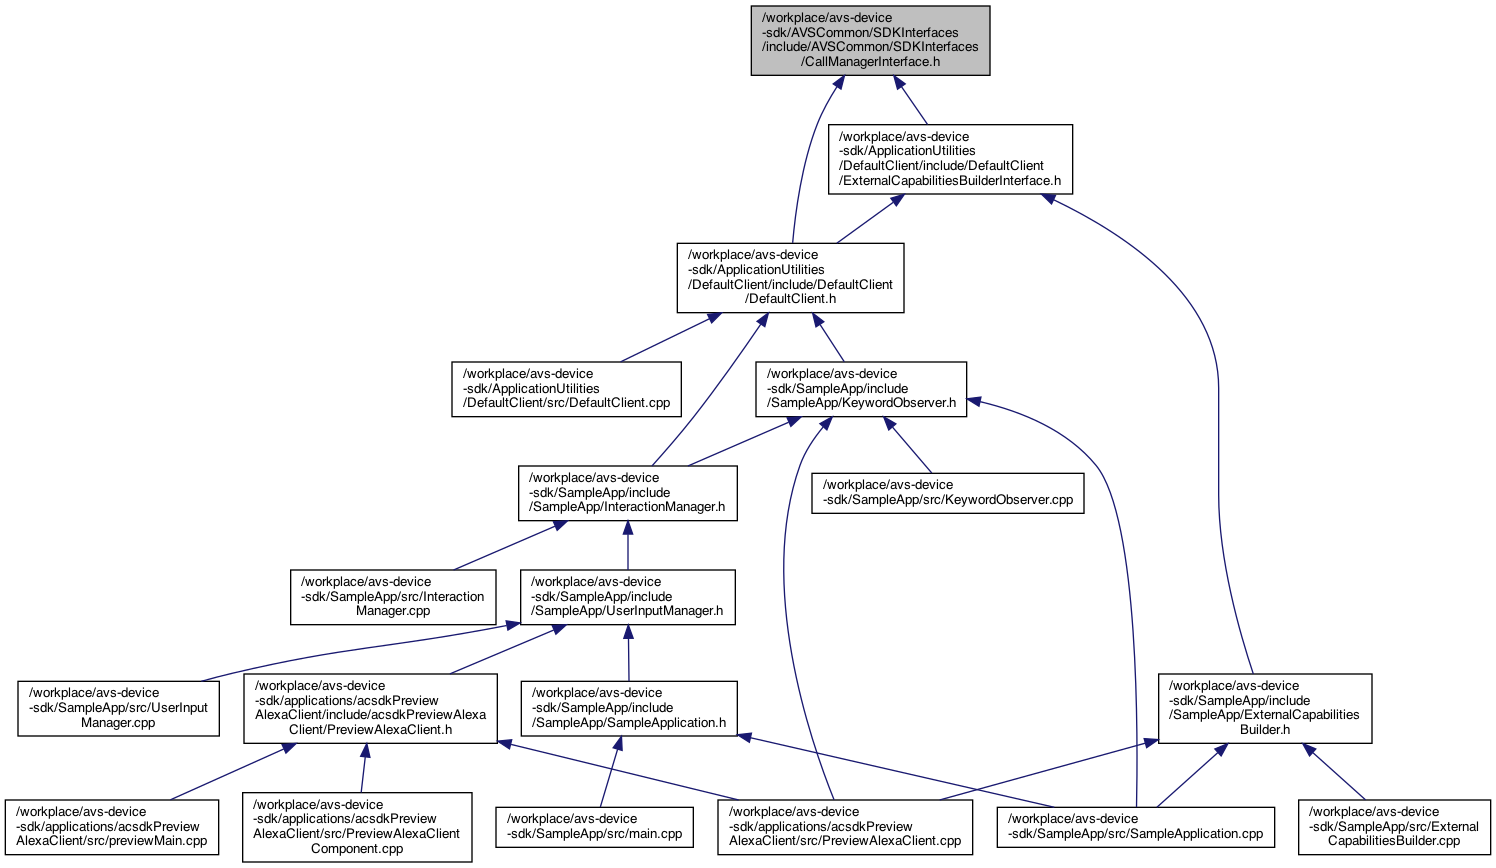 /workplace/avs-device
-sdk/AVSCommon/SDKInterfaces
/include/AVSCommon/SDKInterfaces
/CallManagerInterface.h
/workplace/avs-device
-sdk/ApplicationUtilities
/DefaultClient/include/DefaultClient
/ExternalCapabilitiesBuilderInterface.h
/workplace/avs-device
-sdk/ApplicationUtilities
/DefaultClient/include/DefaultClient
/DefaultClient.h
/workplace/avs-device
-sdk/ApplicationUtilities
/DefaultClient/src/DefaultClient.cpp
/workplace/avs-device
-sdk/SampleApp/include
/SampleApp/KeywordObserver.h
/workplace/avs-device
-sdk/SampleApp/include
/SampleApp/InteractionManager.h
/workplace/avs-device
-sdk/SampleApp/src/KeywordObserver.cpp
/workplace/avs-device
-sdk/SampleApp/src/Interaction
Manager.cpp
/workplace/avs-device
-sdk/SampleApp/include
/SampleApp/UserInputManager.h
/workplace/avs-device
-sdk/SampleApp/src/UserInput
Manager.cpp
/workplace/avs-device
-sdk/applications/acsdkPreview
AlexaClient/include/acsdkPreviewAlexa
Client/PreviewAlexaClient.h
/workplace/avs-device
-sdk/SampleApp/include
/SampleApp/SampleApplication.h
/workplace/avs-device
-sdk/SampleApp/include
/SampleApp/ExternalCapabilities
Builder.h
/workplace/avs-device
-sdk/applications/acsdkPreview
AlexaClient/src/previewMain.cpp
/workplace/avs-device
-sdk/applications/acsdkPreview
AlexaClient/src/PreviewAlexaClient
Component.cpp
/workplace/avs-device
-sdk/SampleApp/src/main.cpp
/workplace/avs-device
-sdk/applications/acsdkPreview
AlexaClient/src/PreviewAlexaClient.cpp
/workplace/avs-device
-sdk/SampleApp/src/SampleApplication.cpp
/workplace/avs-device
-sdk/SampleApp/src/External
CapabilitiesBuilder.cpp